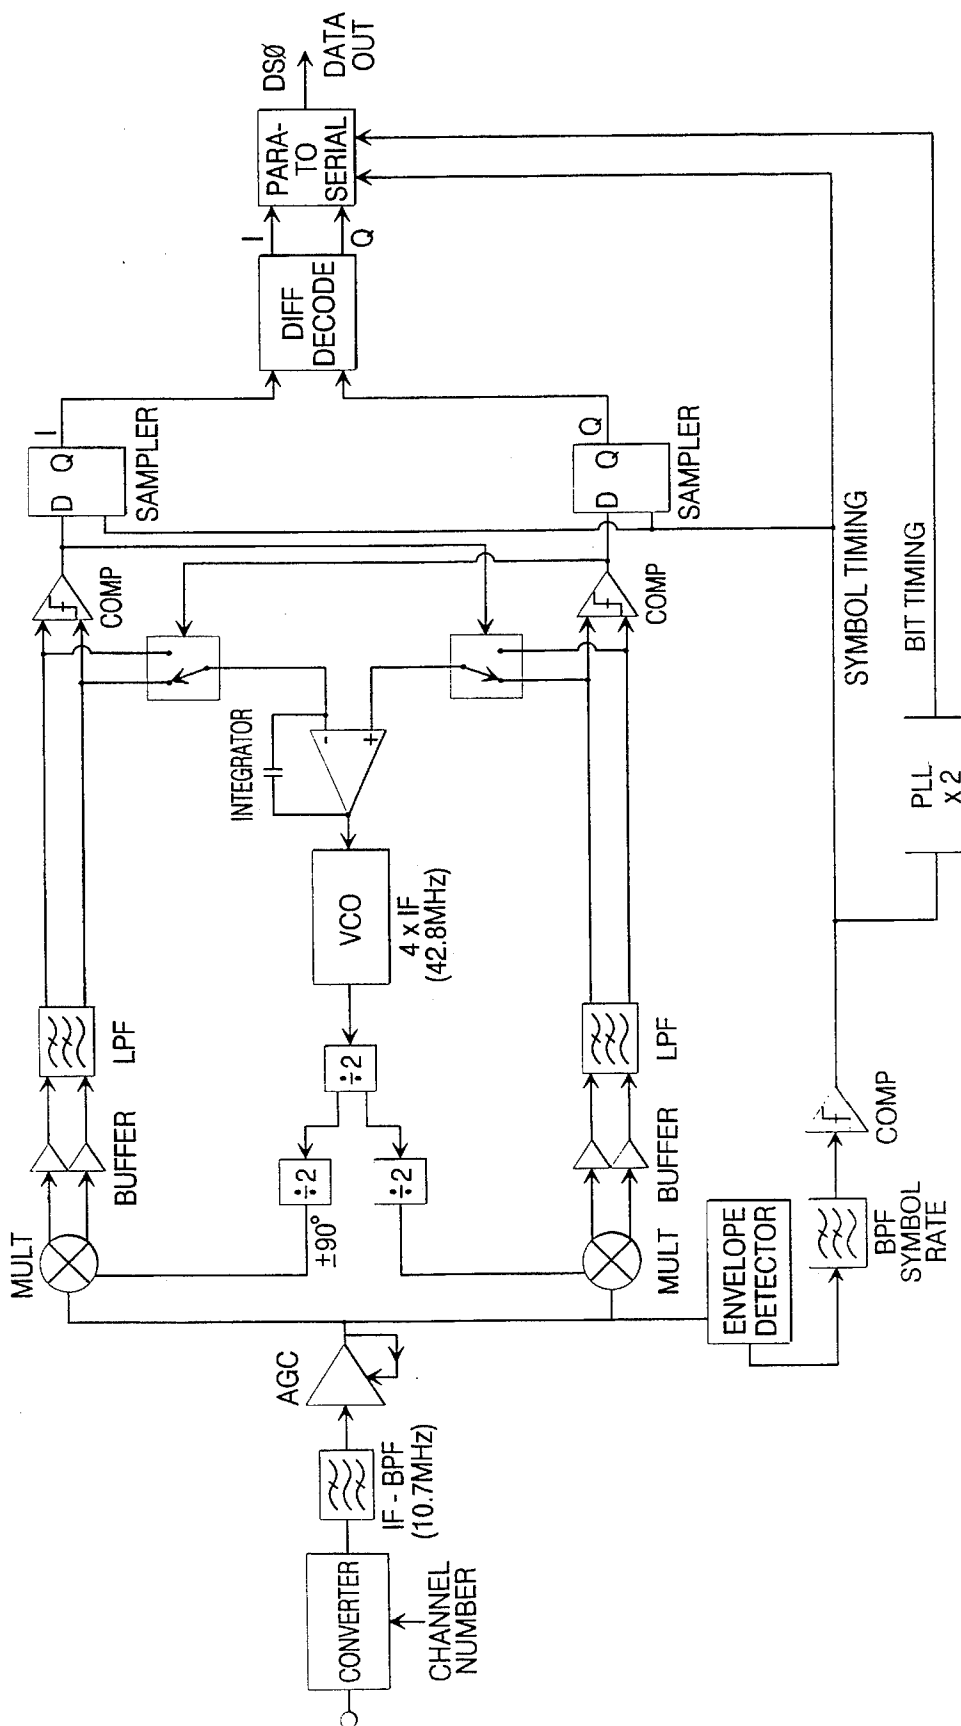 CONVERTER
CHANNEL
NUMBER
IF - BPF
(10.7MHz)
AGC
MULT
BUFFER
LPF
COMP
D Q
I
SAMPLER
±90°
÷2
÷2
÷2
VCO
4 x IF
(42.8MHz)
INTEGRATOR
-
+
MULT
BUFFER
LPF
COMP
D Q
Q
SAMPLER
DIFF
DECODE
I
Q
PARA-
TO
SERIAL
DSØ
DATA
OUT
ENVELOPE
DETECTOR
BPF
SYMBOL
RATE
COMP
SYMBOL TIMING
PLL
x 2
BIT TIMING